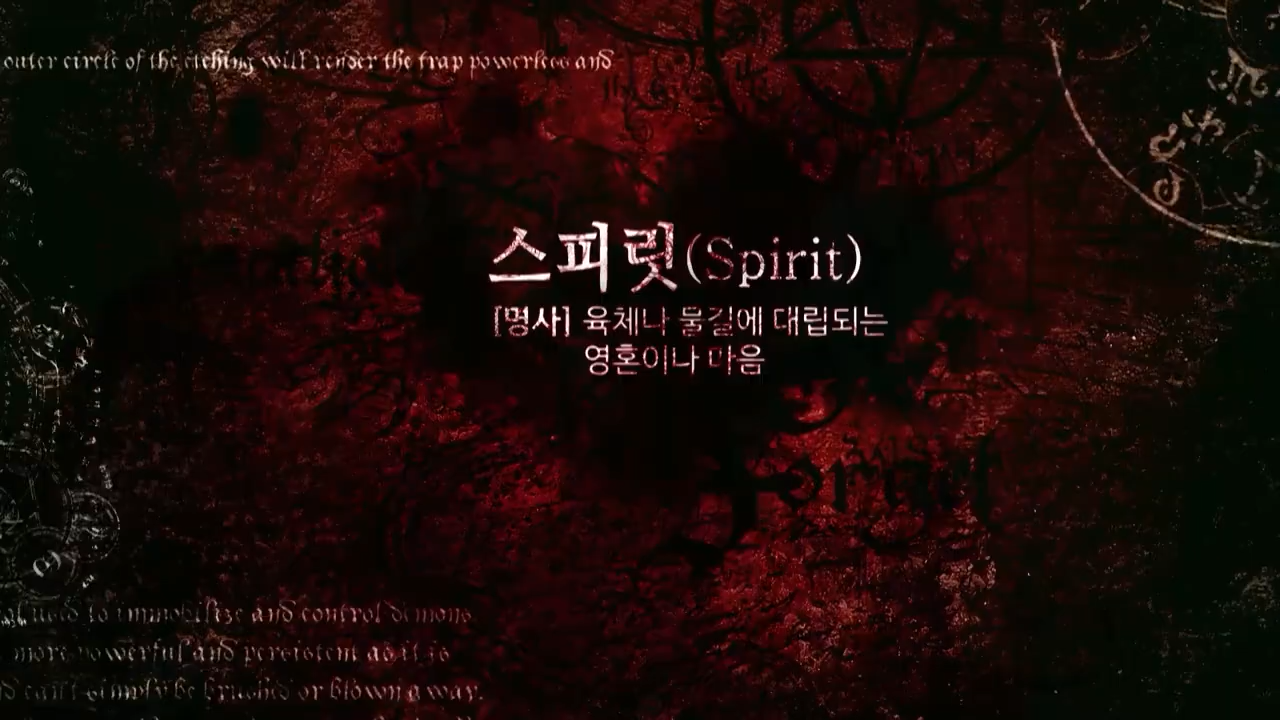 outer circle of the etching will render the trap powerless and
스피릿(Spirit)
[명사] 육체나 물길에 대립되는
영혼이나 마음
used to immobilize and control demons
more powerful and persistent as it is
can't simply be brushed or blown away.